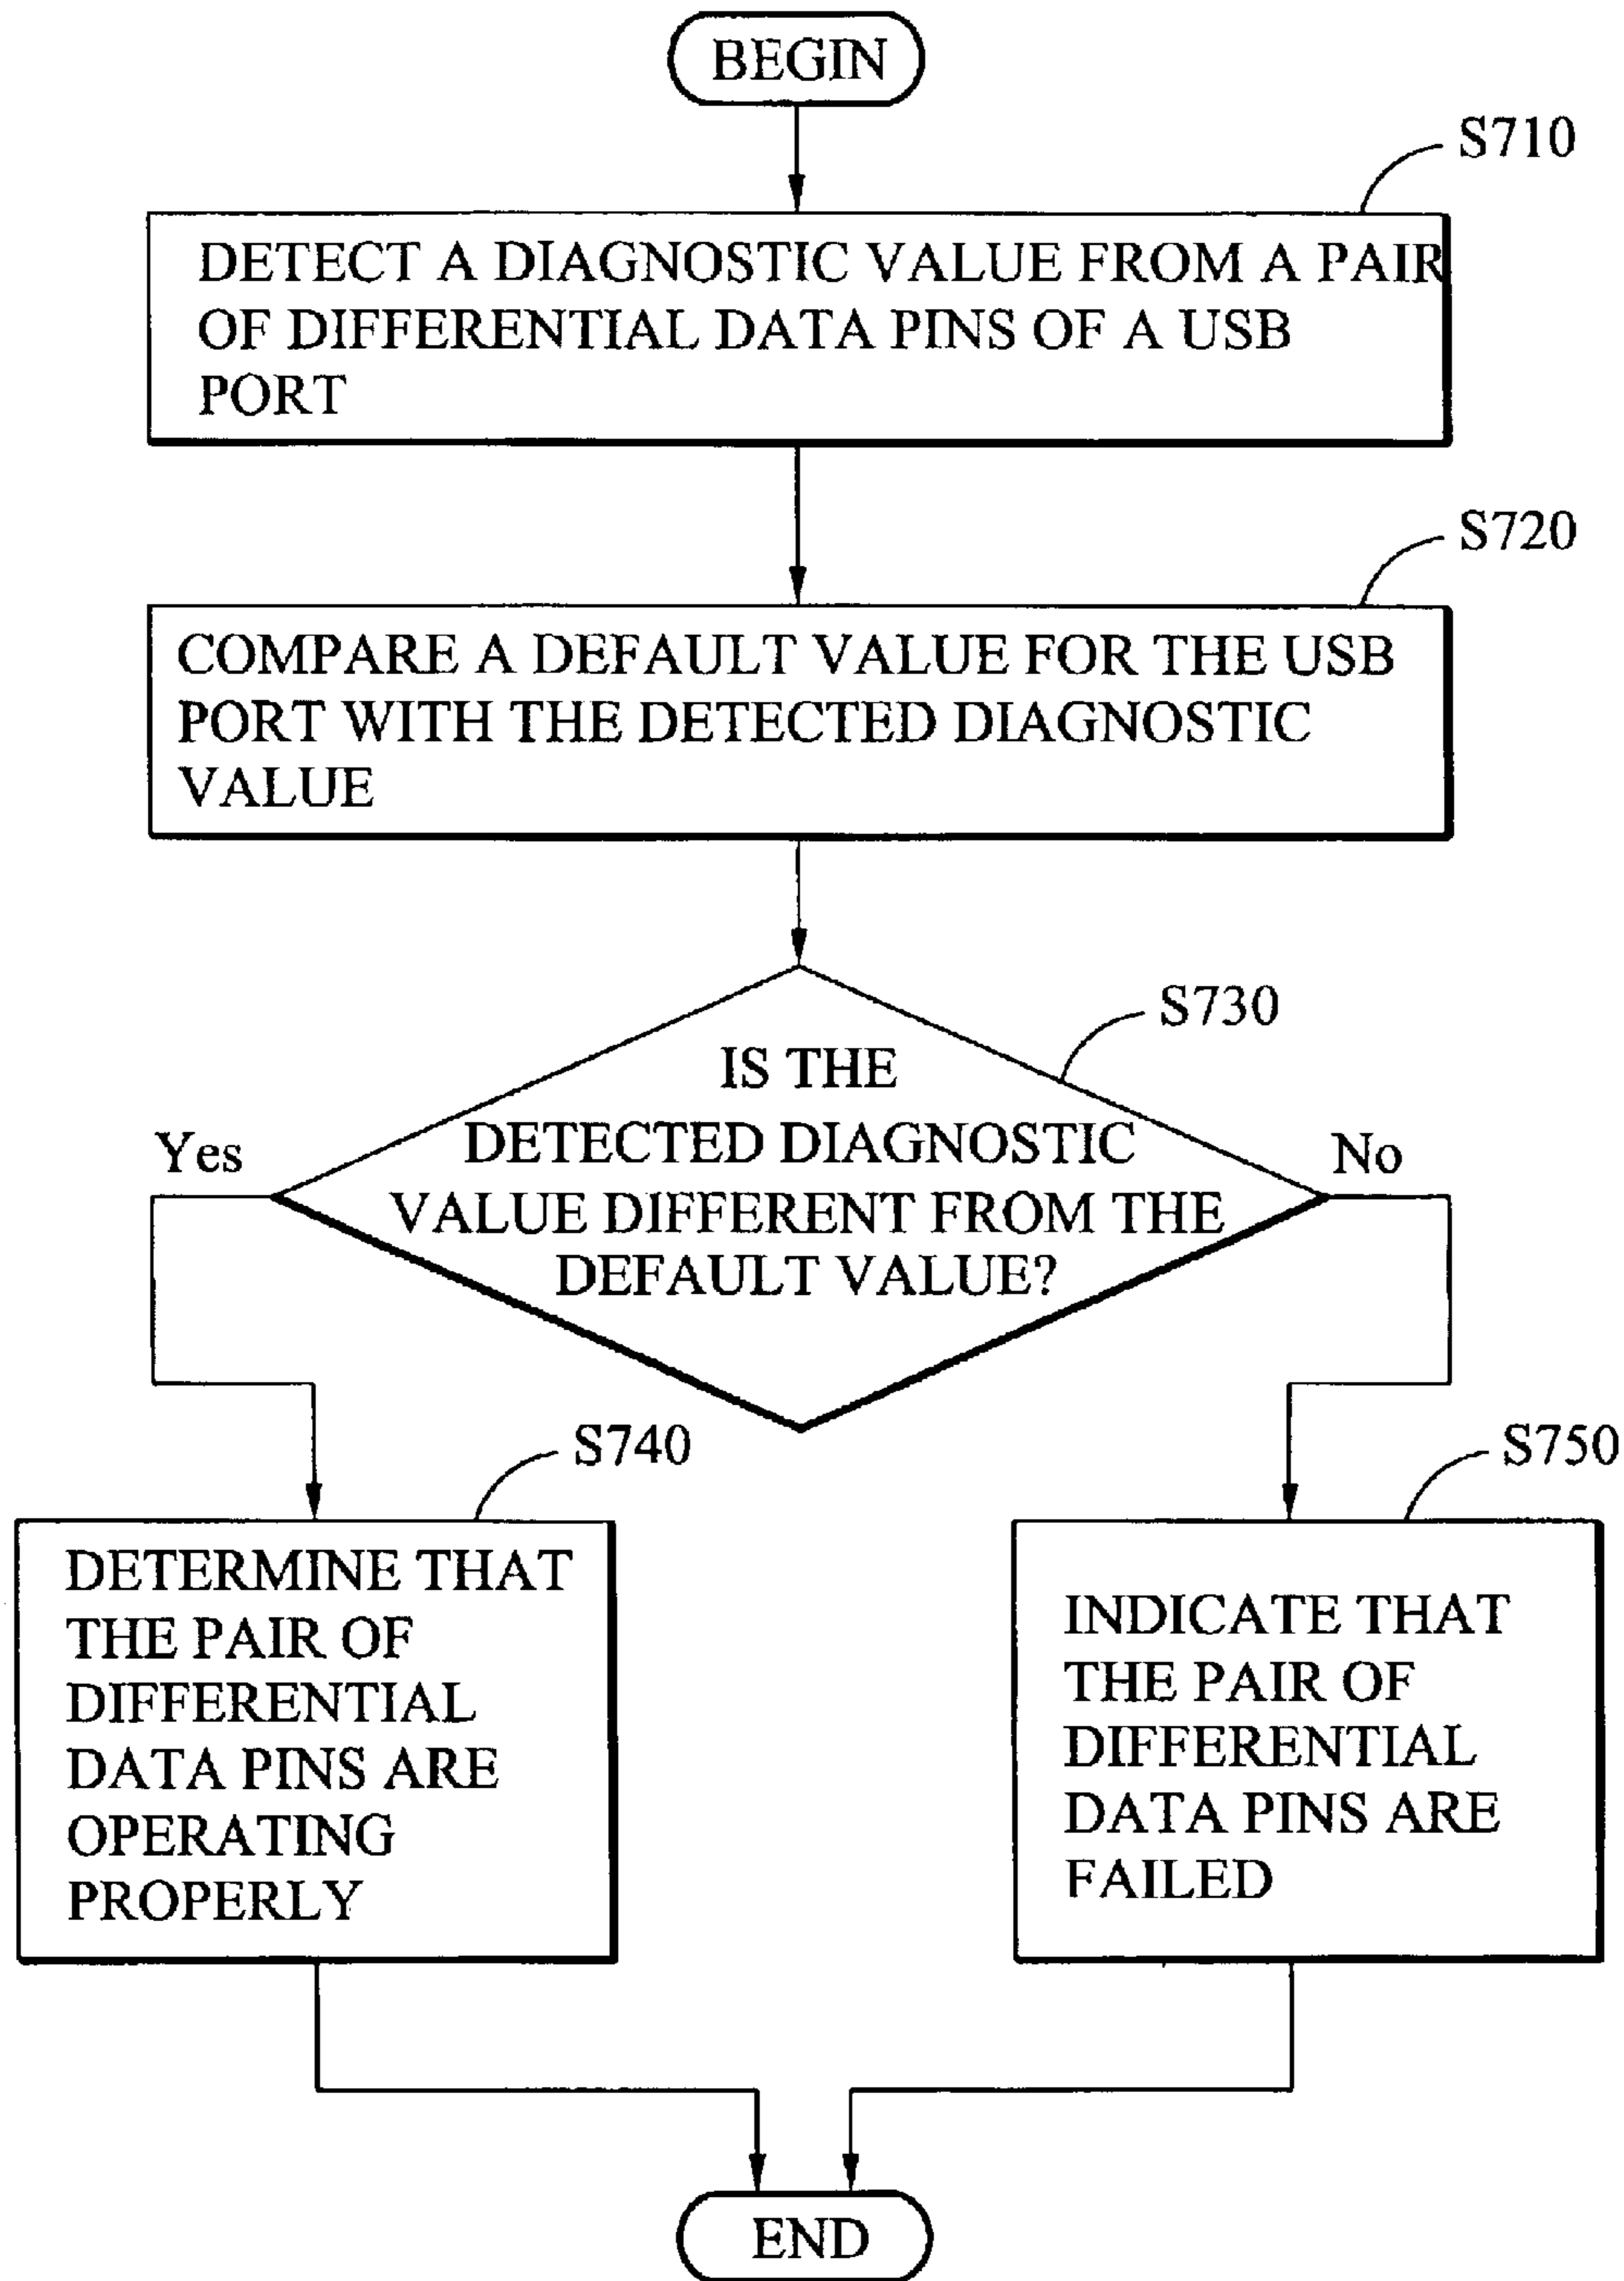 BEGIN
S710
DETECT A DIAGNOSTIC VALUE FROM A PAIR
OF DIFFERENTIAL DATA PINS OF A USB
PORT
S720
COMPARE A DEFAULT VALUE FOR THE USB
PORT WITH THE DETECTED DIAGNOSTIC
VALUE
S730
IS THE
DETECTED DIAGNOSTIC
VALUE DIFFERENT FROM THE
DEFAULT VALUE?
Yes
No
S740
DETERMINE THAT
THE PAIR OF
DIFFERENTIAL
DATA PINS ARE
OPERATING
PROPERLY
S750
INDICATE THAT
THE PAIR OF
DIFFERENTIAL
DATA PINS ARE
FAILED
END